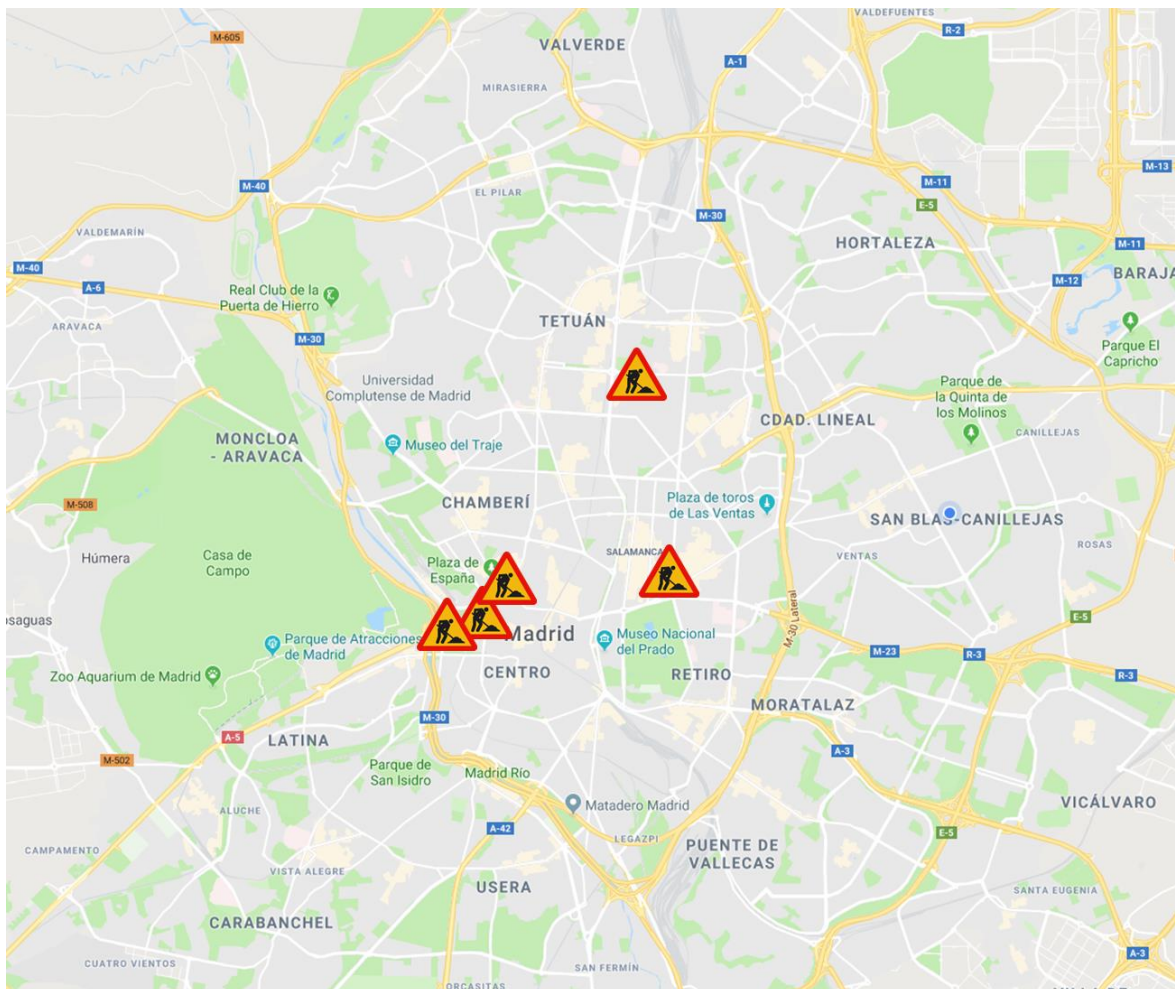 VALDEFUENTES
R-2
M-605
VALVERDE
A-1
MIRASIERRA
M-13
M-40
M-11
EL PILAR
E-5
M-30
VALDEMARÍN
HORTALEZA
M-11
M-40
BARAJA
A-6
M-12
Real Club de la
Puerta de Hierro
TETUÁN
ARAVACA
M-30
Parque El
Capricho
Universidad
Complutense de Madrid
Parque de
la Quinta de
los Molinos
CDAD. LINEAL
MONCLOA
- ARAVACA
Museo del Traje
CANILLEJAS
M-508
CHAMBERÍ
Plaza de toros
de Las Ventas
SAN BLAS-CANILLEJAS
Húmera
Casa de
Campo
Plaza de
España
SALAMANCA
VENTAS
ROSAS
M-30 Lateral
osaguas
E-5
Parque de Atracciones
de Madrid
Madrid
Museo Nacional
del Prado
M-23
R-3
Zoo Aquarium de Madrid
CENTRO
RETIRO
R-3
MORATALAZ
M-30
A-5
LATINA
A-3
M-502
Parque de
San Isidro
Madrid Río
ALUCHE
Matadero Madrid
VICÁLVARO
A-42
E-5
LEGAZPI
CAMPAMENTO
PUENTE DE
VALLECAS
VISTA ALEGRE
USERA
SANTA EUGENIA
CARABANCHEL
A-3
CUATRO VIENTOS
SAN FERMÍN
ORCASITAS